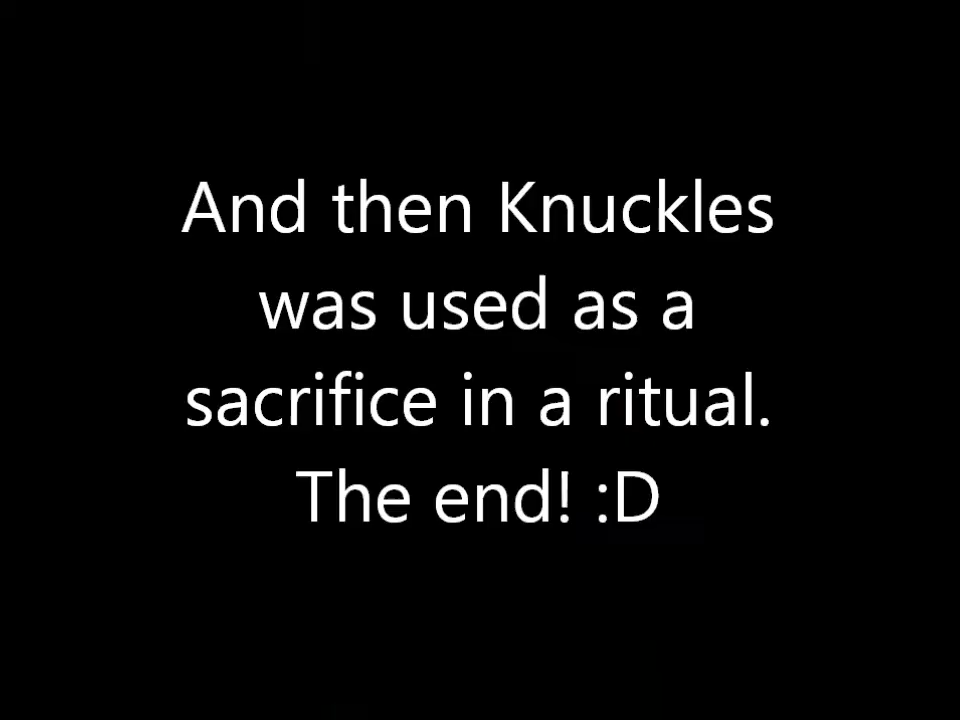 And then Knuckles
was used as a
sacrifice in a ritual.
The end! :D